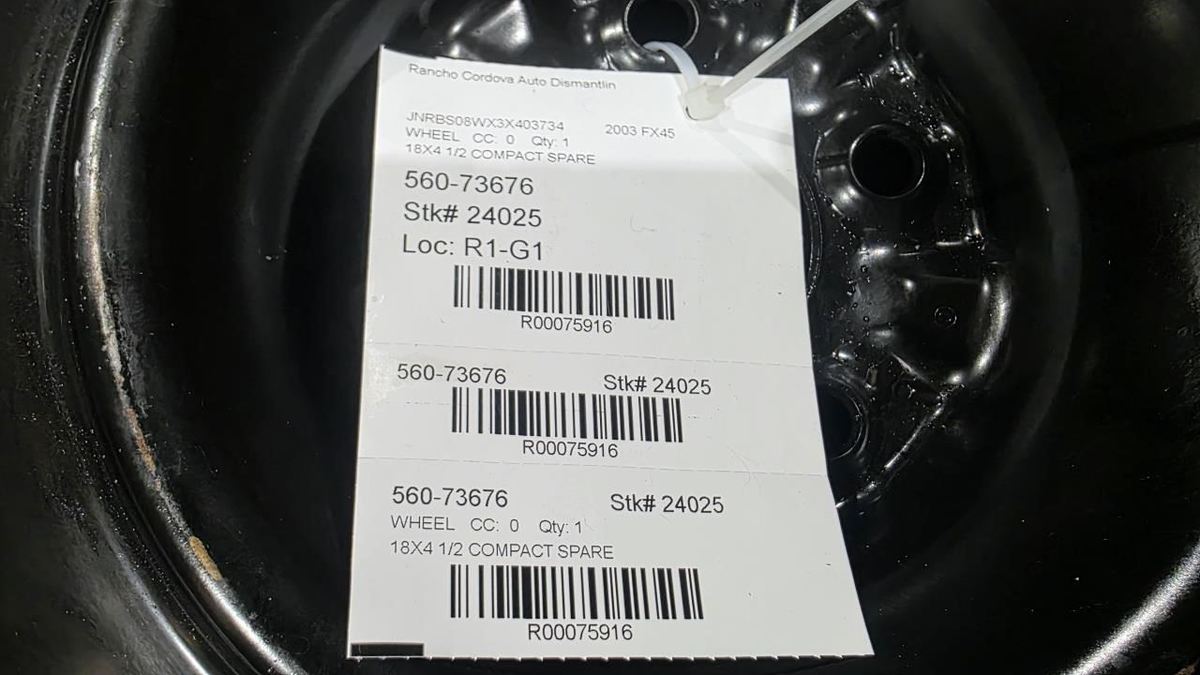 Rancho Cordova Auto Dismantlin
JNRBS08WX3X403734 2003 FX45
WHEEL CC: 0 Qty: 1
18X4 1/2 COMPACT SPARE
560-73676
Stk# 24025
Loc: R1-G1
R00075916
560-73676 Stk# 24025
R00075916
560-73676 Stk# 24025
WHEEL CC: 0 Qty: 1
18X4 1/2 COMPACT SPARE
R00075916